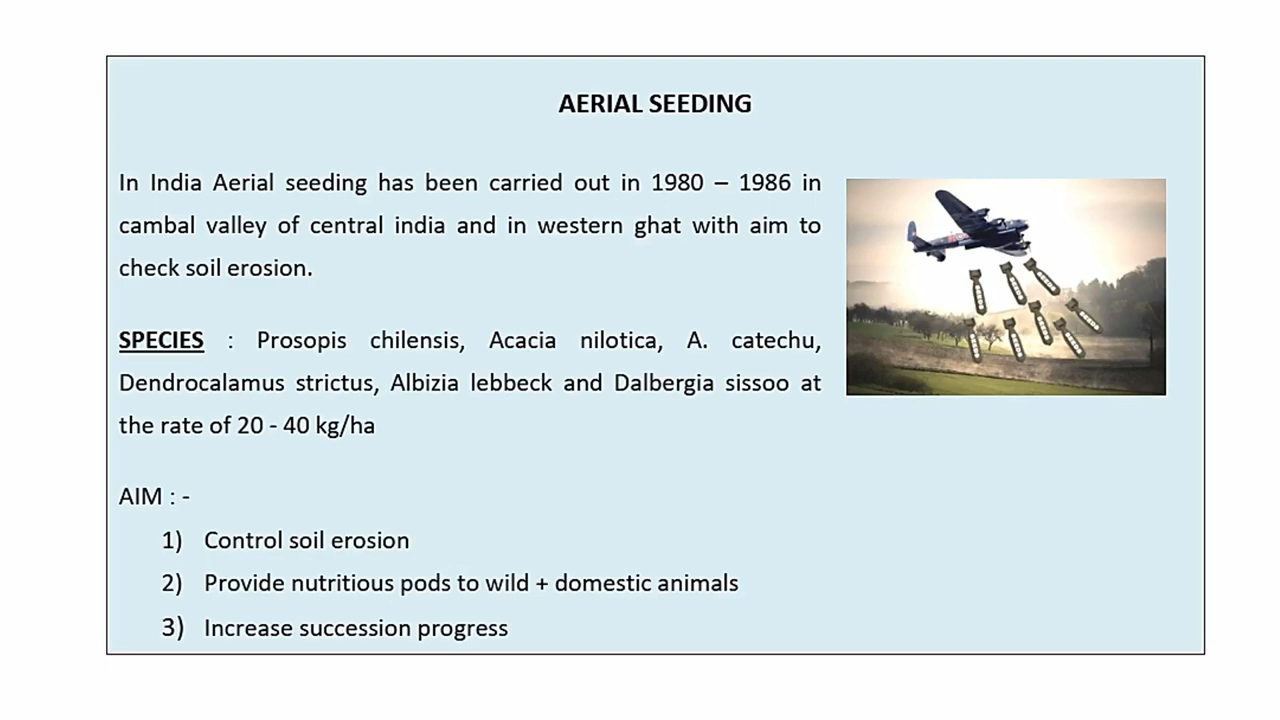 AERIAL SEEDING
In India Aerial seeding has been carried out in 1980 – 1986 in
cambal valley of central india and in western ghat with aim to
check soil erosion.
SPECIES : Prosopis chilensis, Acacia nilotica, A. catechu,
Dendrocalamus strictus, Albizia lebbeck and Dalbergia sissoo at
the rate of 20 - 40 kg/ha
AIM : -
1) Control soil erosion
2) Provide nutritious pods to wild + domestic animals
3) Increase succession progress